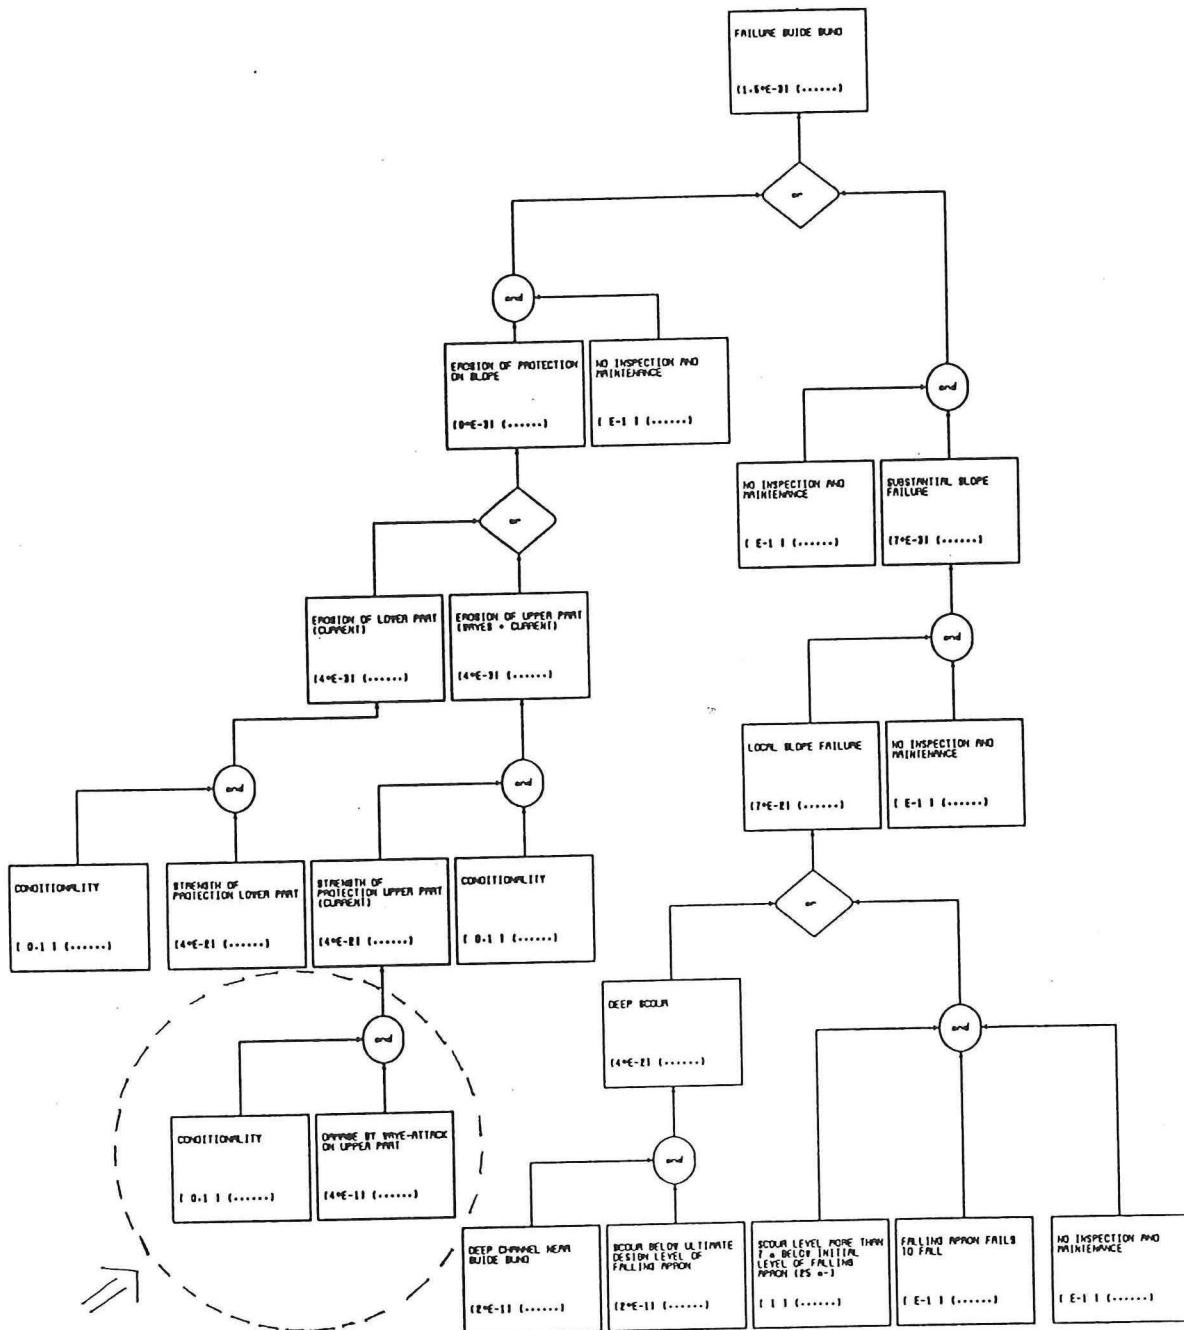 FAILURE GUIDE BUND
(1.5*E-3) (......)
or
and
EROSION OF PROTECTION
ON SLOPE
(8*E-3) (......)
NO INSPECTION AND
MAINTENANCE
( E-1 ) (......)
and
NO INSPECTION AND
MAINTENANCE
( E-1 ) (......)
SUBSTANTIAL SLOPE
FAILURE
(7*E-3) (......)
or
EROSION OF LOWER PART
(CURRENT)
(4*E-3) (......)
EROSION OF UPPER PART
(WAVES + CURRENT)
(4*E-3) (......)
and
LOCAL SLOPE FAILURE
(7*E-2) (......)
NO INSPECTION AND
MAINTENANCE
( E-1 ) (......)
and
and
CONDITIONALITY
( 0.1 ) (......)
STRENGTH OF
PROTECTION LOWER PART
(4*E-2) (......)
STRENGTH OF
PROTECTION UPPER PART
(CURRENT)
(4*E-2) (......)
CONDITIONALITY
( 0.1 ) (......)
or
and
DEEP SCOUR
(4*E-2) (......)
and
CONDITIONALITY
( 0.1 ) (......)
DAMAGE BY WAVE-ATTACK
ON UPPER PART
(4*E-1) (......)
and
DEEP CHANNEL NEAR
GUIDE BUND
(2*E-1) (......)
SCOUR BELOW ULTIMATE
DESIGN LEVEL OF
FALLING APRON
(2*E-1) (......)
SCOUR LEVEL MORE THAN
7 m BELOW INITIAL
LEVEL OF FALLING
APRON (25 m-)
( 1 ) (......)
FALLING APRON FAILS
TO FALL
( E-1 ) (......)
NO INSPECTION AND
MAINTENANCE
( E-1 ) (......)